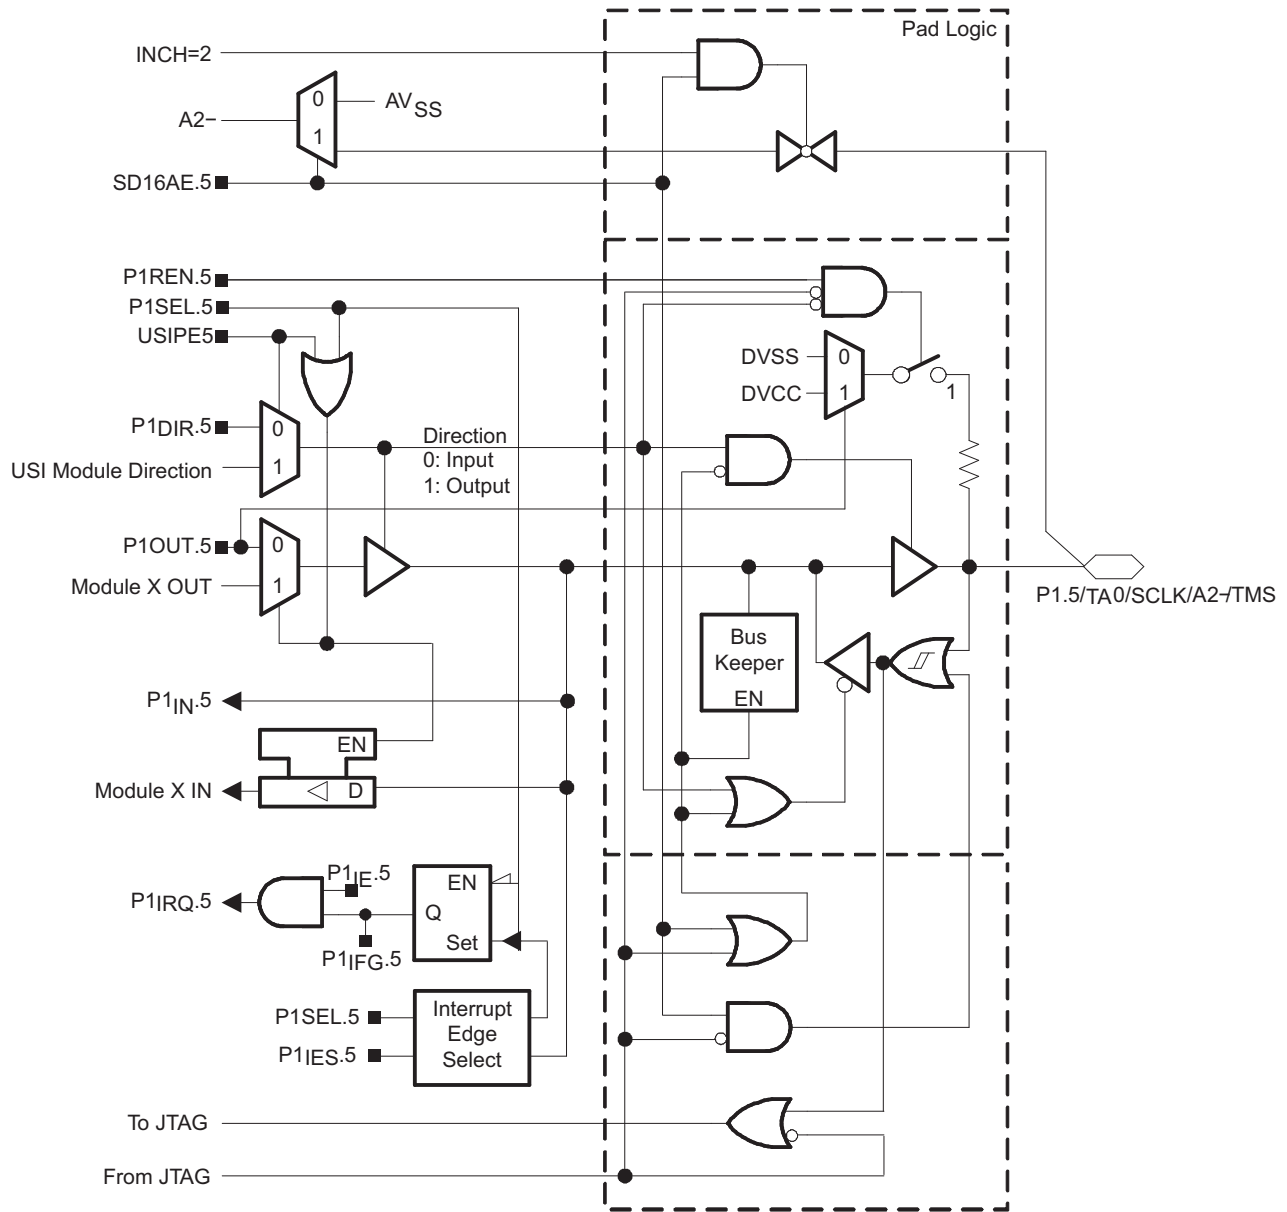 Pad Logic
INCH=2
0
AVSS
A2−
1
SD16AE.5
P1REN.5
P1SEL.5
USIPE5
DVSS
0
DVCC
1
1
P1DIR.5
0
Direction
0: Input
1: Output
USI Module Direction
1
P1OUT.5
0
Module X OUT
1
P1.5/TA0/SCLK/A2-/TMS
Bus
Keeper
EN
P1IN.5
EN
Module X IN
D
P1IE.5
EN
P1IRQ.5
Q
Set
P1IFG.5
P1SEL.5
Interrupt
Edge
Select
P1IES.5
To JTAG
From JTAG